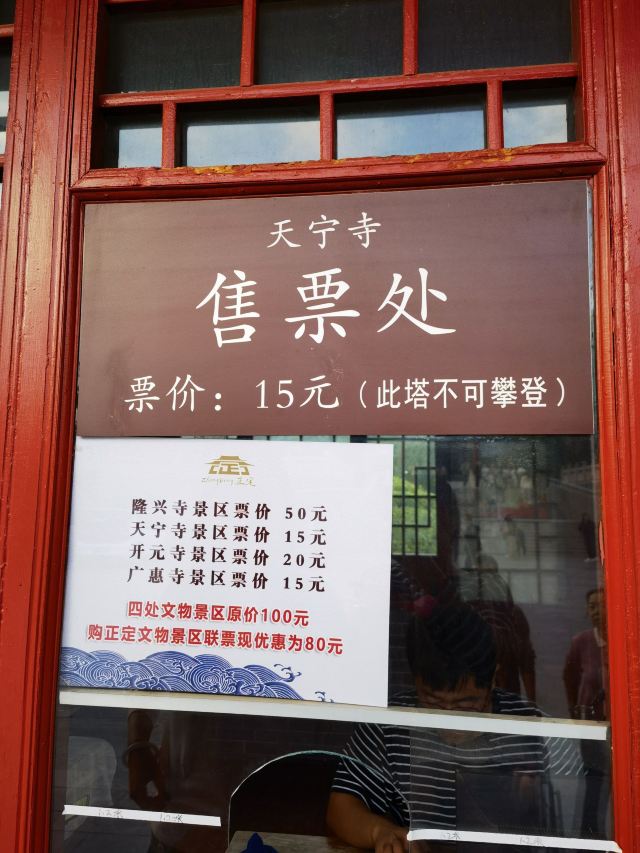 天宁寺
售票处
票价：15元（此塔不可攀登）
正定
隆兴寺景区票价 50元
天宁寺景区票价 15元
开元寺景区票价 20元
广惠寺景区票价 15元
四处文物景区原价100元
购正定文物景区联票现优惠为80元